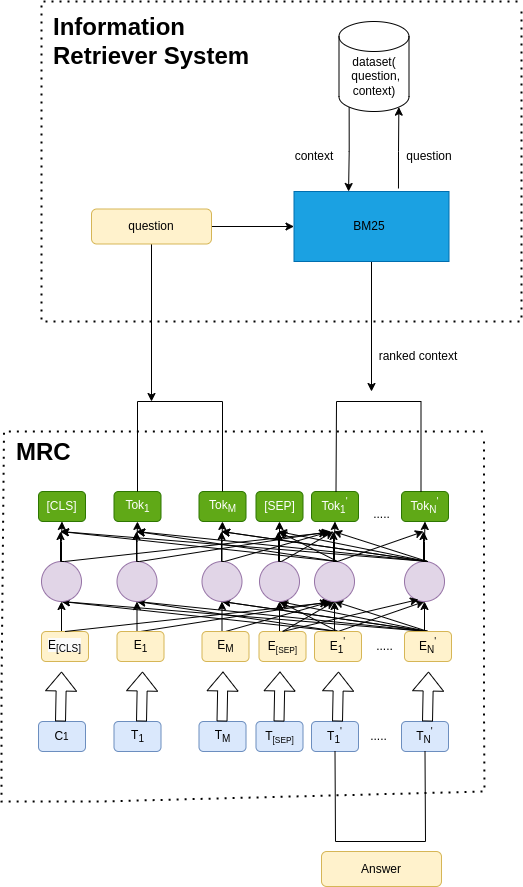 Information
Retriever System
dataset(
question,
context)
context
question
question
BM25
ranked context
MRC
[CLS]
Tok1
TokM
[SEP]
Tok1'
.....
TokN'
E[CLS]
E1
EM
E[SEP]
E1'
.....
EN'
C1
T1
TM
T[SEP]
T1'
.....
TN'
Answer